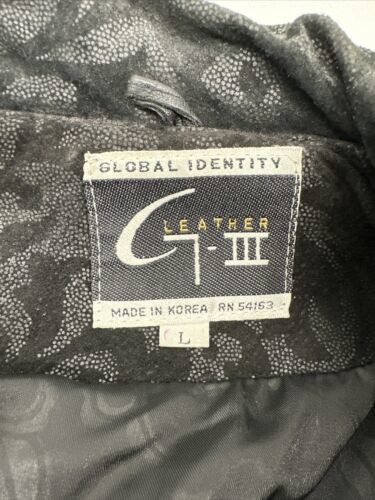 GLOBAL IDENTITY
LEATHER
G-III
MADE IN KOREA RN 54163
L